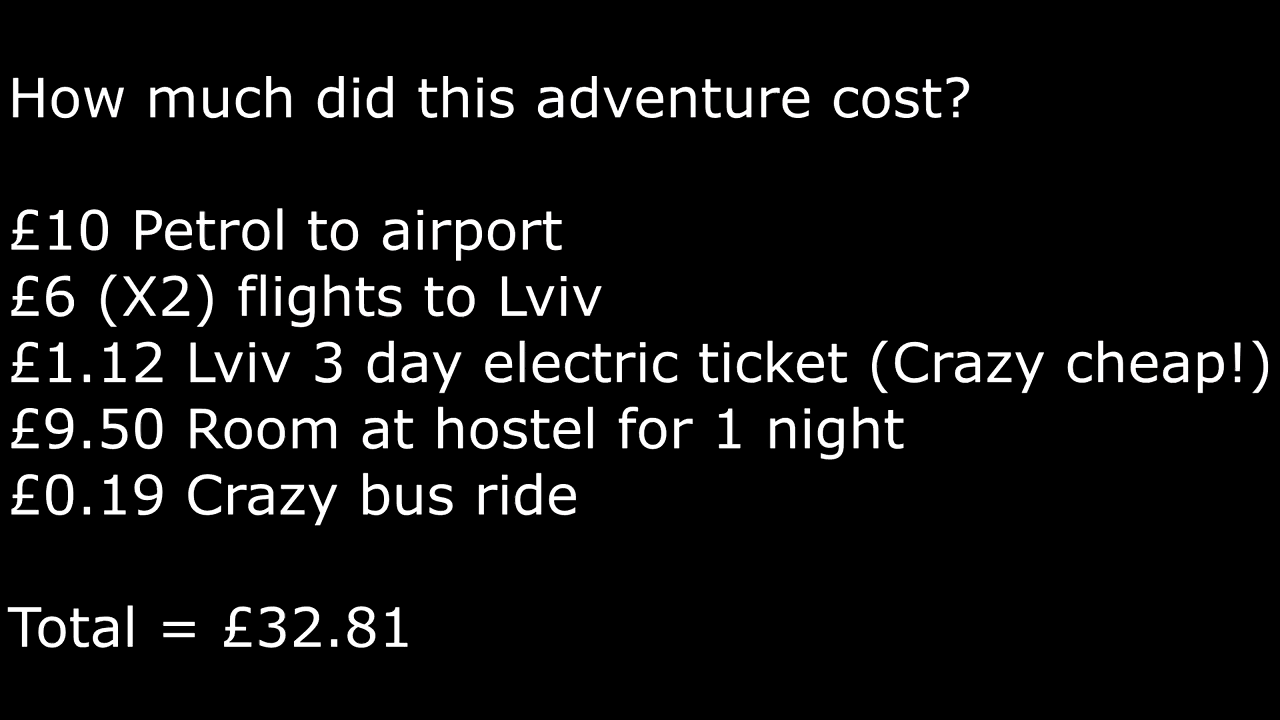 How much did this adventure cost?
£10 Petrol to airport
£6 (X2) flights to Lviv
£1.12 Lviv 3 day electric ticket (Crazy cheap!)
£9.50 Room at hostel for 1 night
£0.19 Crazy bus ride
Total = £32.81